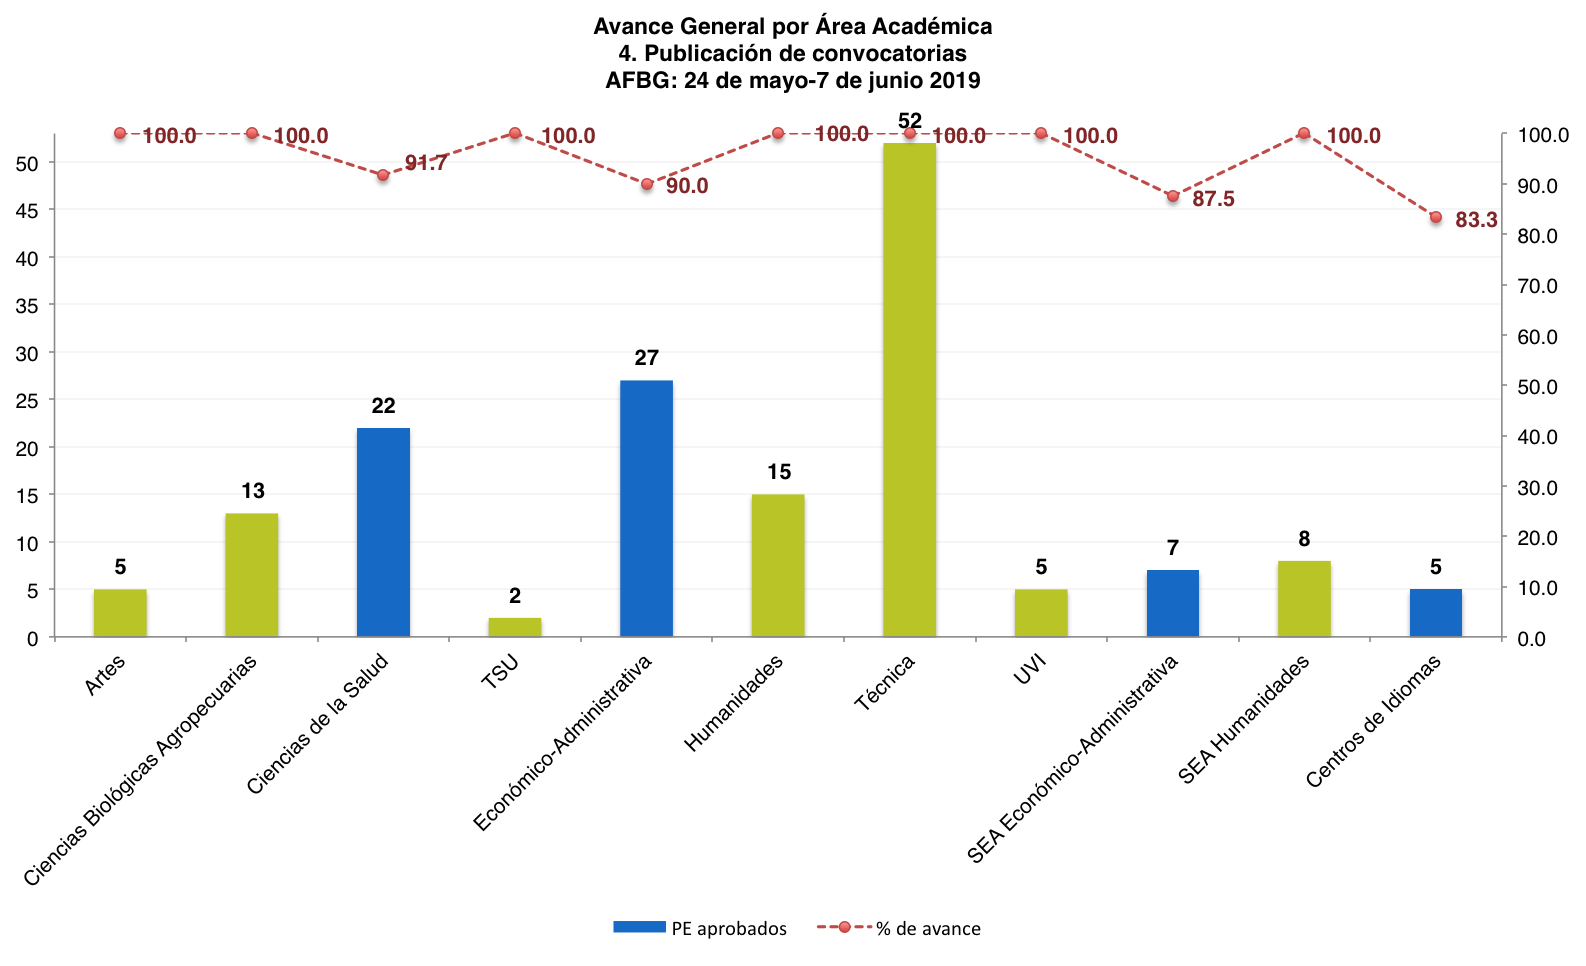 Avance General por Área Académica
4. Publicación de convocatorias
AFBG: 24 de mayo-7 de junio 2019
100.0
100.0
91.7
100.0
90.0
100.0
100.0
100.0
87.5
100.0
83.3
52
5
13
22
2
27
15
5
7
8
5
50
45
40
35
30
25
20
15
10
5
0
100.0
90.0
80.0
70.0
60.0
50.0
40.0
30.0
20.0
10.0
0.0
Artes
Ciencias Biológicas Agropecuarias
Ciencias de la Salud
TSU
Económico-Administrativa
Humanidades
Técnica
UVI
SEA Económico-Administrativa
SEA Humanidades
Centros de Idiomas
PE aprobados
% de avance